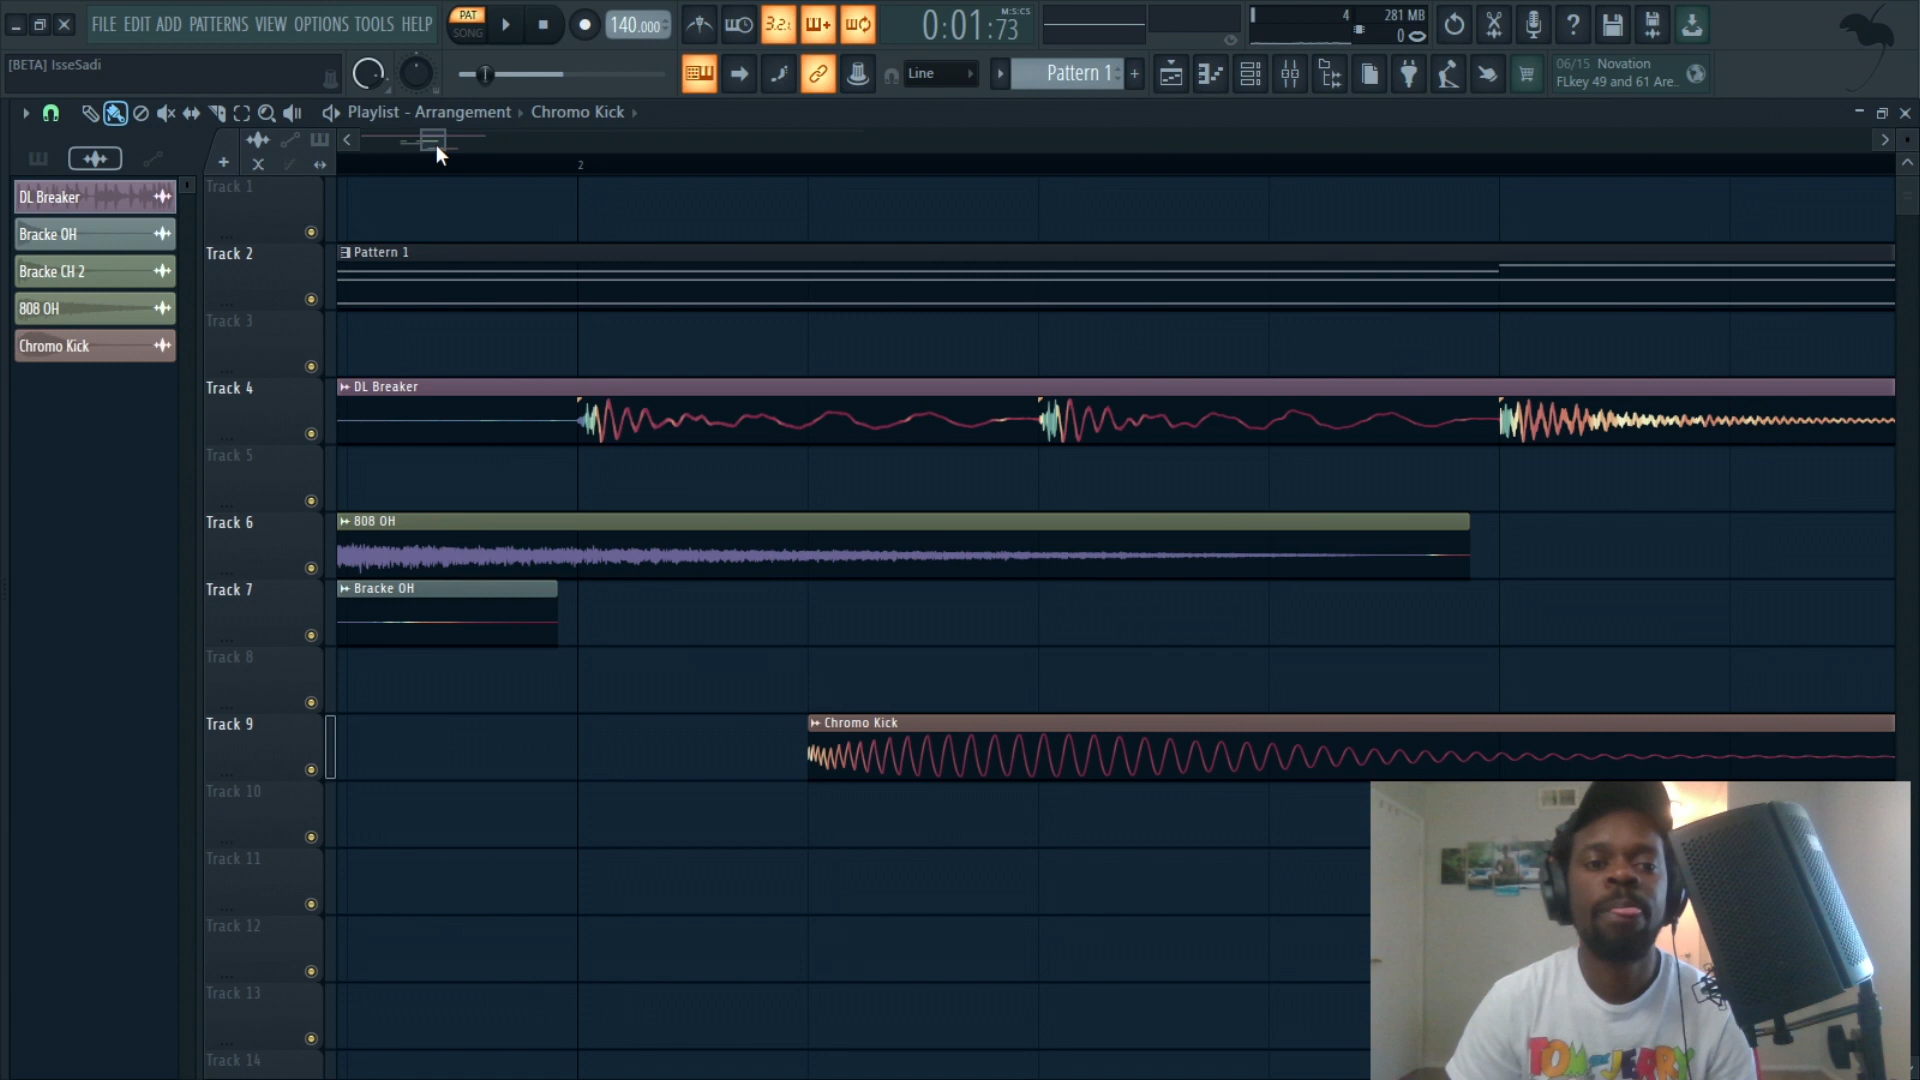 FILE EDIT ADD PATTERNS VIEW OPTIONS TOOLS HELP
PAT
SONG
140.000
3.2
0:01:73
M:S:CS
4
281 MB
0
[BETA] IsseSadi
Line
Pattern 1
06/15 Novation
FLkey 49 and 61 Are..
Playlist - Arrangement › Chromo Kick ›
2
DL Breaker
Bracke OH
Bracke CH 2
808 OH
Chromo Kick
Track 1
Track 2
Pattern 1
Track 3
Track 4
DL Breaker
Track 5
Track 6
808 OH
Track 7
Bracke OH
Track 8
Track 9
Chromo Kick
Track 10
Track 11
Track 12
Track 13
Track 14
TOM
JERRY